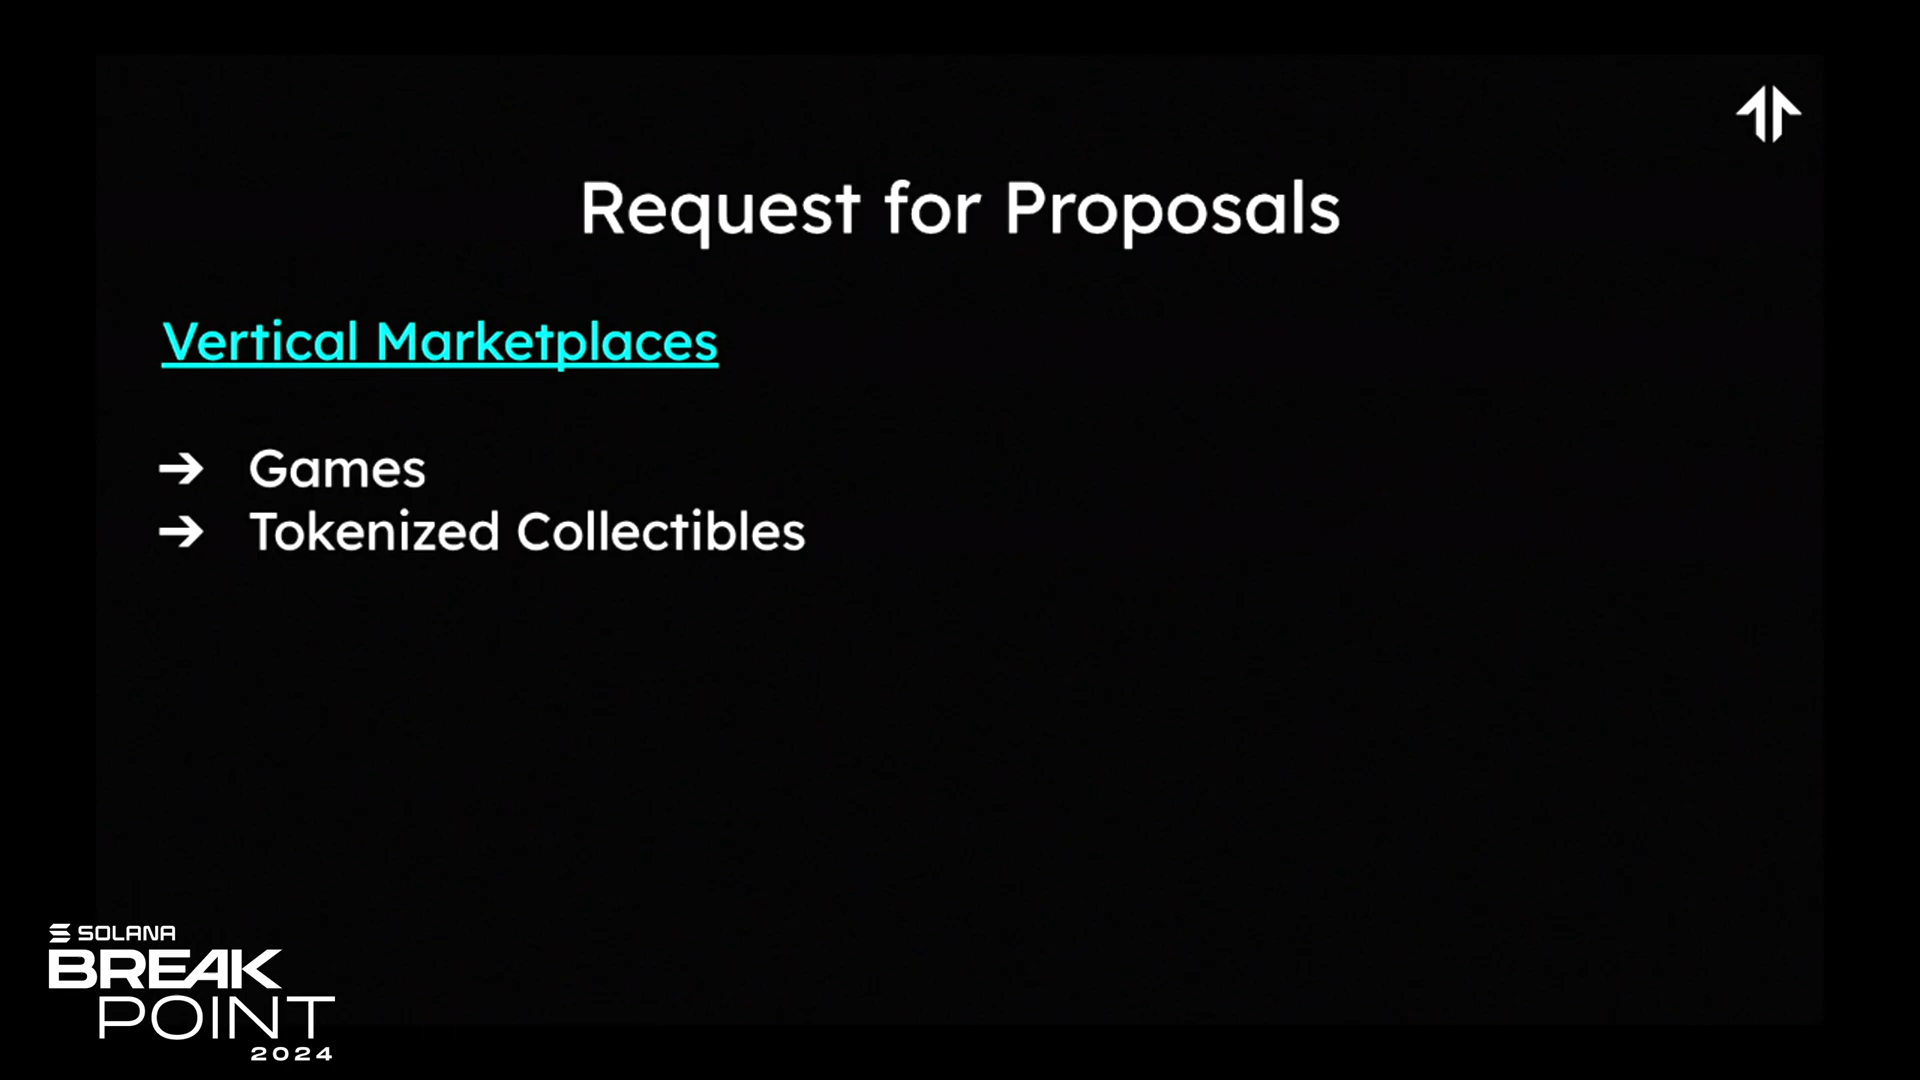 Request for Proposals
Vertical Marketplaces
➔ Games
➔ Tokenized Collectibles
SOLANA
BREAK
POINT
2024